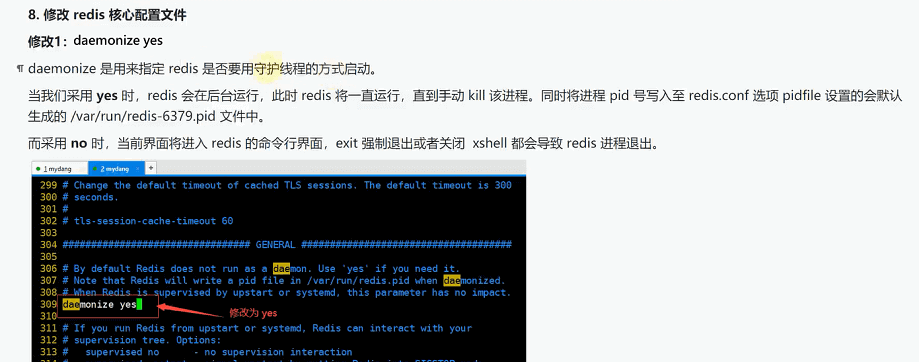 8. 修改 redis 核心配置文件
修改1：daemonize yes
¶ daemonize 是用来指定 redis 是否要用守护线程的方式启动。
当我们采用 yes 时，redis 会在后台运行，此时 redis 将一直运行，直到手动 kill 该进程。同时将进程 pid 号写入至 redis.conf 选项 pidfile 设置的会默认
生成的 /var/run/redis-6379.pid 文件中。
而采用 no 时，当前界面将进入 redis 的命令行界面，exit 强制退出或者关闭 xshell 都会导致 redis 进程退出。
1 mydang 2 mydang × +
299 # Change the default timeout of cached TLS sessions. The default timeout is 300
300 # seconds.
301 #
302 # tls-session-cache-timeout 60
303
304 ################################# GENERAL #####################################
305
306 # By default Redis does not run as a daemon. Use 'yes' if you need it.
307 # Note that Redis will write a pid file in /var/run/redis.pid when daemonized.
308 # When Redis is supervised by upstart or systemd, this parameter has no impact.
309 daemonize yes
修改为 yes
310
311 # If you run Redis from upstart or systemd, Redis can interact with your
312 # supervision tree. Options:
313 #   supervised no      - no supervision interaction